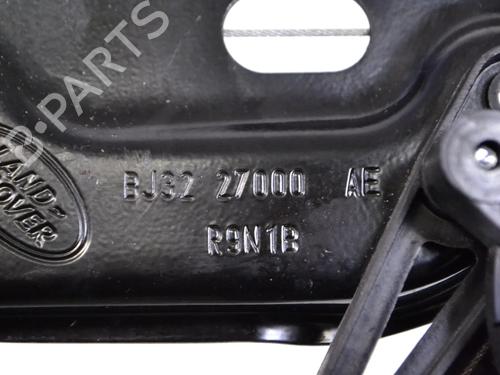 B-PARTS
LAND-
ROVER
BJ32 27000 AE
R9N1B